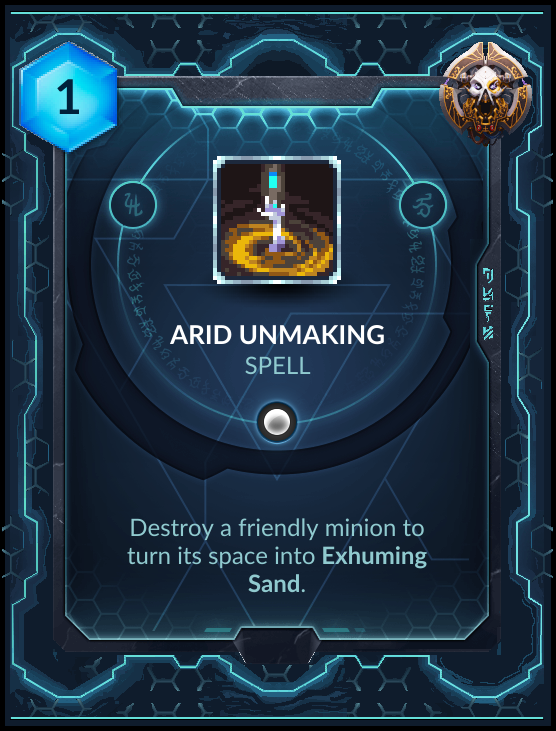 1
ARID UNMAKING
SPELL
Destroy a friendly minion to
turn its space into Exhuming
Sand.